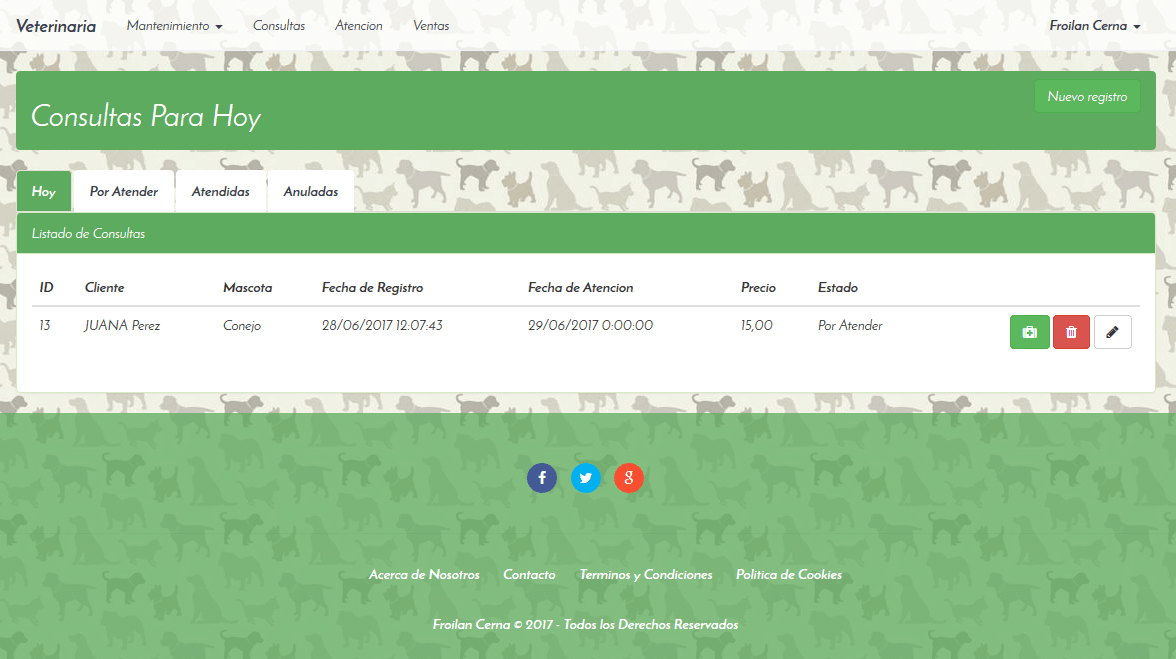 Veterinaria Mantenimiento Consultas Atencion Ventas Froilan Cerna
Nuevo registro
Consultas Para Hoy
Hoy Por Atender Atendidas Anuladas
Listado de Consultas
ID Cliente Mascota Fecha de Registro Fecha de Atencion Precio Estado
13 JUANA Perez Conejo 28/06/2017 12:07:43 29/06/2017 0:00:00 15,00 Por Atender
Acerca de Nosotros Contacto Terminos y Condiciones Politica de Cookies
Froilan Cerna © 2017 - Todos los Derechos Reservados